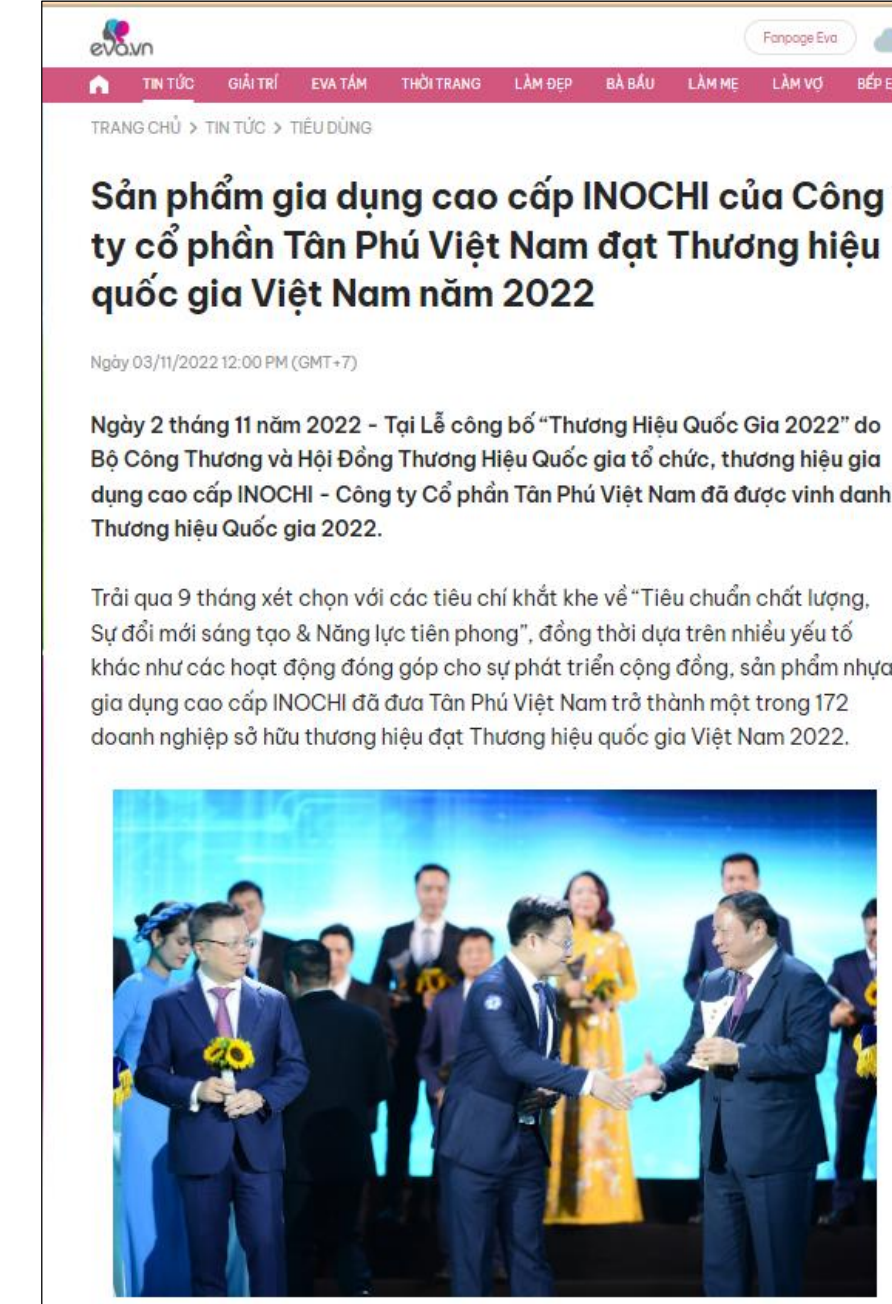 eva.vn
Fanpage Eva
TIN TỨC GIẢI TRÍ EVA TÁM THỜI TRANG LÀM ĐẸP BÀ BẦU LÀM MẸ LÀM VỢ BẾP E
TRANG CHỦ > TIN TỨC > TIÊU DÙNG
Sản phẩm gia dụng cao cấp INOCHI của Công
ty cổ phần Tân Phú Việt Nam đạt Thương hiệu
quốc gia Việt Nam năm 2022
Ngày 03/11/2022 12:00 PM (GMT+7)
Ngày 2 tháng 11 năm 2022 - Tại Lễ công bố “Thương Hiệu Quốc Gia 2022” do
Bộ Công Thương và Hội Đồng Thương Hiệu Quốc gia tổ chức, thương hiệu gia
dụng cao cấp INOCHI - Công ty Cổ phần Tân Phú Việt Nam đã được vinh danh
Thương hiệu Quốc gia 2022.
Trải qua 9 tháng xét chọn với các tiêu chí khắt khe về “Tiêu chuẩn chất lượng,
Sự đổi mới sáng tạo & Năng lực tiên phong”, đồng thời dựa trên nhiều yếu tố
khác như các hoạt động đóng góp cho sự phát triển cộng đồng, sản phẩm nhựa
gia dụng cao cấp INOCHI đã đưa Tân Phú Việt Nam trở thành một trong 172
doanh nghiệp sở hữu thương hiệu đạt Thương hiệu quốc gia Việt Nam 2022.